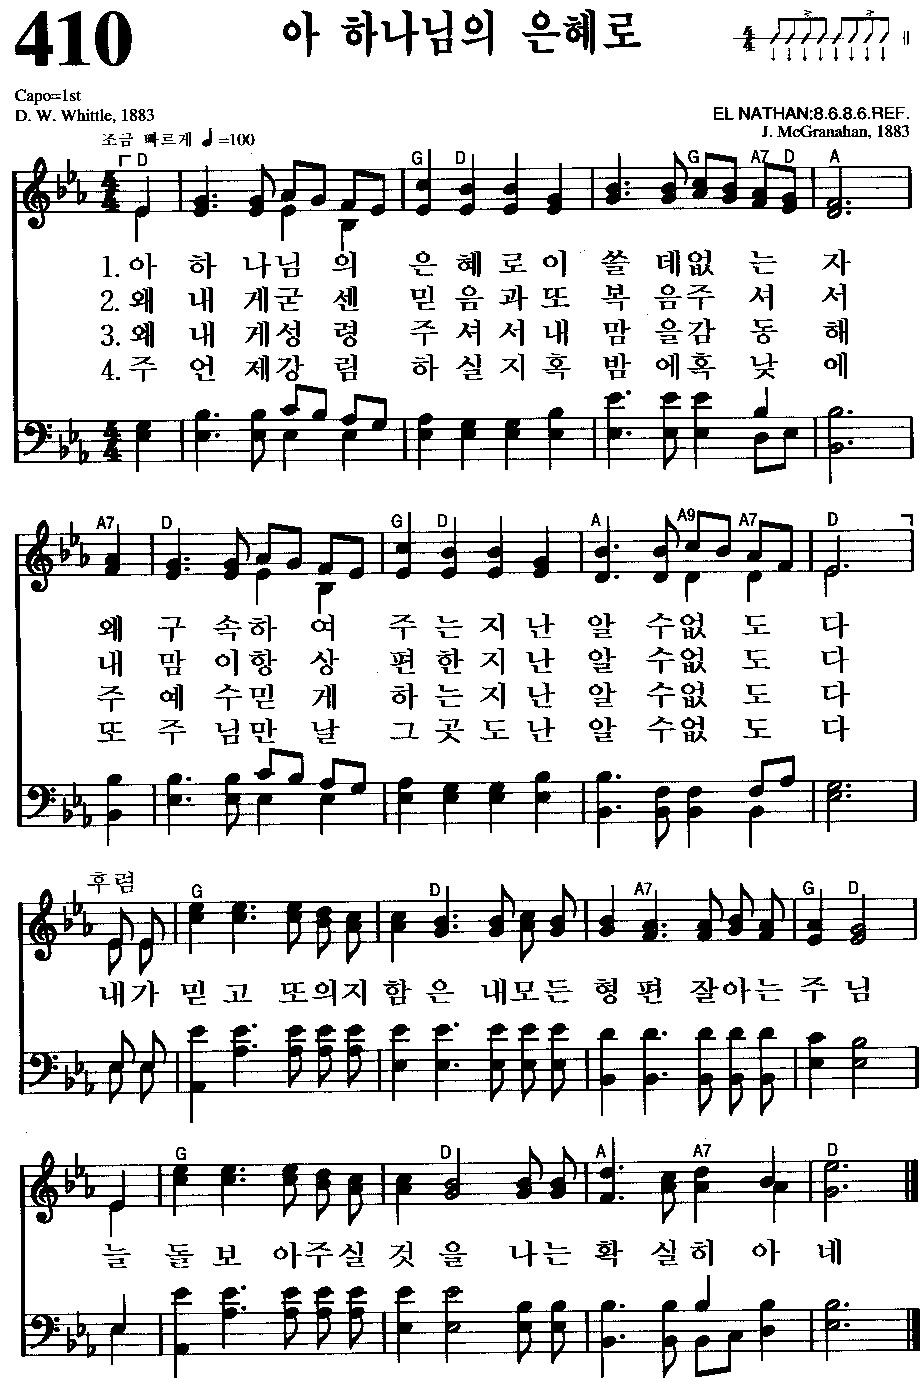 410
아 하나님의 은혜로
4/4
Capo=1st
D. W. Whittle, 1883
EL NATHAN:8.6.8.6.REF.
J. McGranahan, 1883
조금 빠르게 ♩=100
D G D G A7 D A
1.아 하 나님 의 은 혜 로 이 쓸 데없 는 자
2.왜 내 게굳 센 믿 음 과 또 복 음주 셔 서
3.왜 내 게성 령 주 셔 서 내 맘 을감 동 해
4.주 언 제강 림 하 실 지 혹 밤 에혹 낮 에
A7 D G D A A9 A7 D
왜 구 속하 여 주 는 지 난 알 수없 도 다
내 맘 이항 상 편 한 지 난 알 수없 도 다
주 예 수믿 게 하 는 지 난 알 수없 도 다
또 주 님만 날 그 곳 도 난 알 수없 도 다
후렴
G D A7 G D
내가 믿 고 또의지 함 은 내모든 형 편 잘아는 주 님
G D A A7 D
늘 돌 보 아주실 것 을 나는 확 실히 아 네